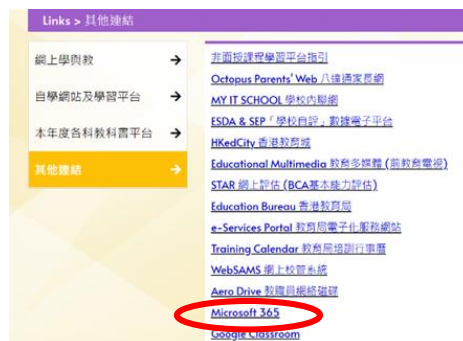 Links > 其他連結
網上學與教
自學網站及學習平台
本年度各科教科書平台
其他連結
非面授課程學習平台指引
Octopus Parents' Web 八達通家長網
MY IT SCHOOL 學校內聯網
ESDA & SEP「學校自評」數據電子平台
HKedCity 香港教育城
Educational Multimedia 教育多媒體 (前教育電視)
STAR 網上評估 (BCA基本能力評估)
Education Bureau 香港教育局
e-Services Portal 教育局電子化服務網站
Training Calendar 教育局培訓行事曆
WebSAMS 網上校管系統
Aero Drive 教職員網絡磁碟
Microsoft 365
Google Classroom